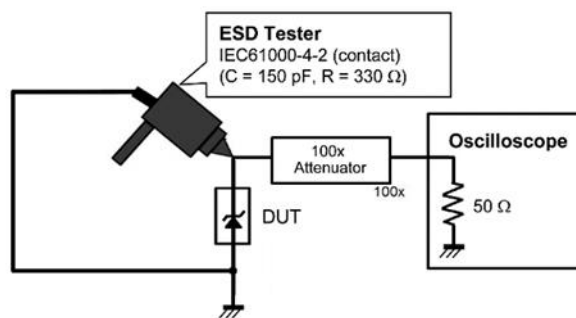 ESD Tester
IEC61000-4-2 (contact)
(C = 150 pF, R = 330 Ω)
100x
Attenuator
100x
Oscilloscope
50 Ω
DUT